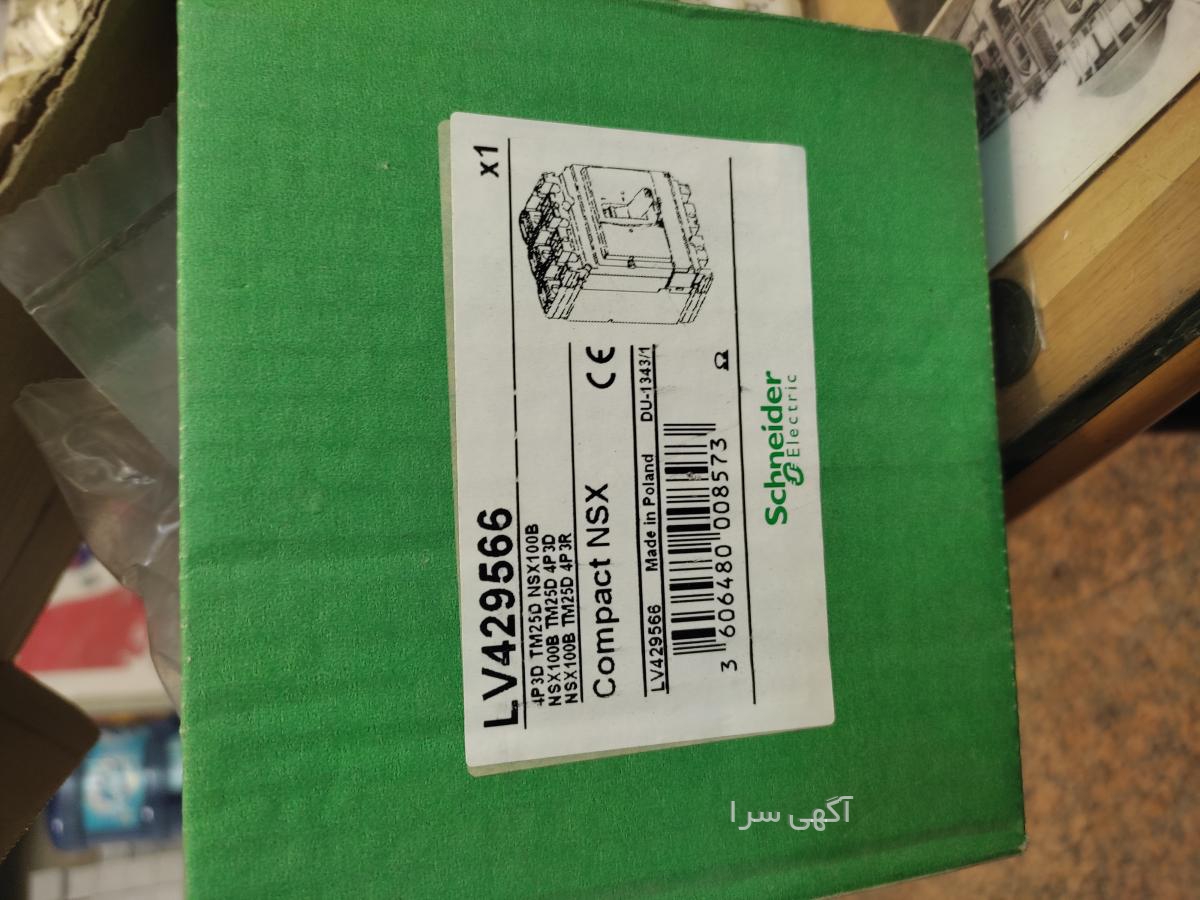 LV429566
x1
4P3D TM25D NSX100B
NSX100B TM25D 4P3D
NSX100B TM25D 4P3R
Compact NSX
CE
LV429566 Made in Poland DU-1343/1
3 606480 008573
Schneider
Electric
آگهی سرا